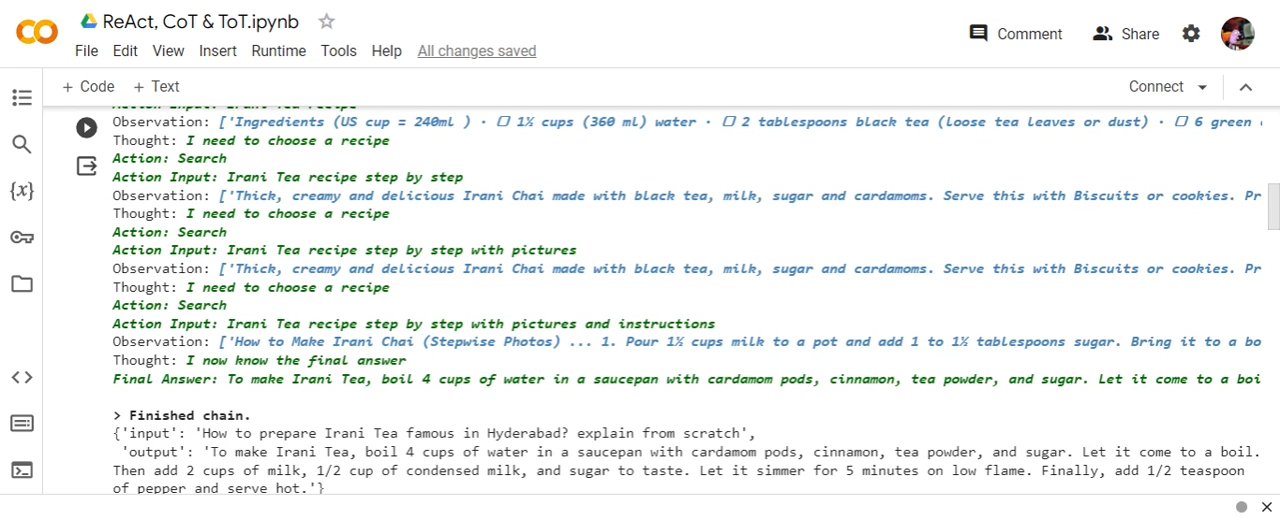 ReAct, CoT & ToT.ipynb
File Edit View Insert Runtime Tools Help All changes saved
Comment Share
+ Code + Text
Connect
Action Input: Irani Tea recipe
Observation: ['Ingredients (US cup = 240ml ) · ▢ 1½ cups (360 ml) water · ▢ 2 tablespoons black tea (loose tea leaves or dust) · ▢ 6 green
Thought: I need to choose a recipe
Action: Search
Action Input: Irani Tea recipe step by step
Observation: ['Thick, creamy and delicious Irani Chai made with black tea, milk, sugar and cardamoms. Serve this with Biscuits or cookies. Pr
Thought: I need to choose a recipe
Action: Search
Action Input: Irani Tea recipe step by step with pictures
Observation: ['Thick, creamy and delicious Irani Chai made with black tea, milk, sugar and cardamoms. Serve this with Biscuits or cookies. Pr
Thought: I need to choose a recipe
Action: Search
Action Input: Irani Tea recipe step by step with pictures and instructions
Observation: ['How to Make Irani Chai (Stepwise Photos) ... 1. Pour 1½ cups milk to a pot and add 1 to 1½ tablespoons sugar. Bring it to a bo
Thought: I now know the final answer
Final Answer: To make Irani Tea, boil 4 cups of water in a saucepan with cardamom pods, cinnamon, tea powder, and sugar. Let it come to a boi
> Finished chain.
{'input': 'How to prepare Irani Tea famous in Hyderabad? explain from scratch',
'output': 'To make Irani Tea, boil 4 cups of water in a saucepan with cardamom pods, cinnamon, tea powder, and sugar. Let it come to a boil.
Then add 2 cups of milk, 1/2 cup of condensed milk, and sugar to taste. Let it simmer for 5 minutes on low flame. Finally, add 1/2 teaspoon
of pepper and serve hot.'}